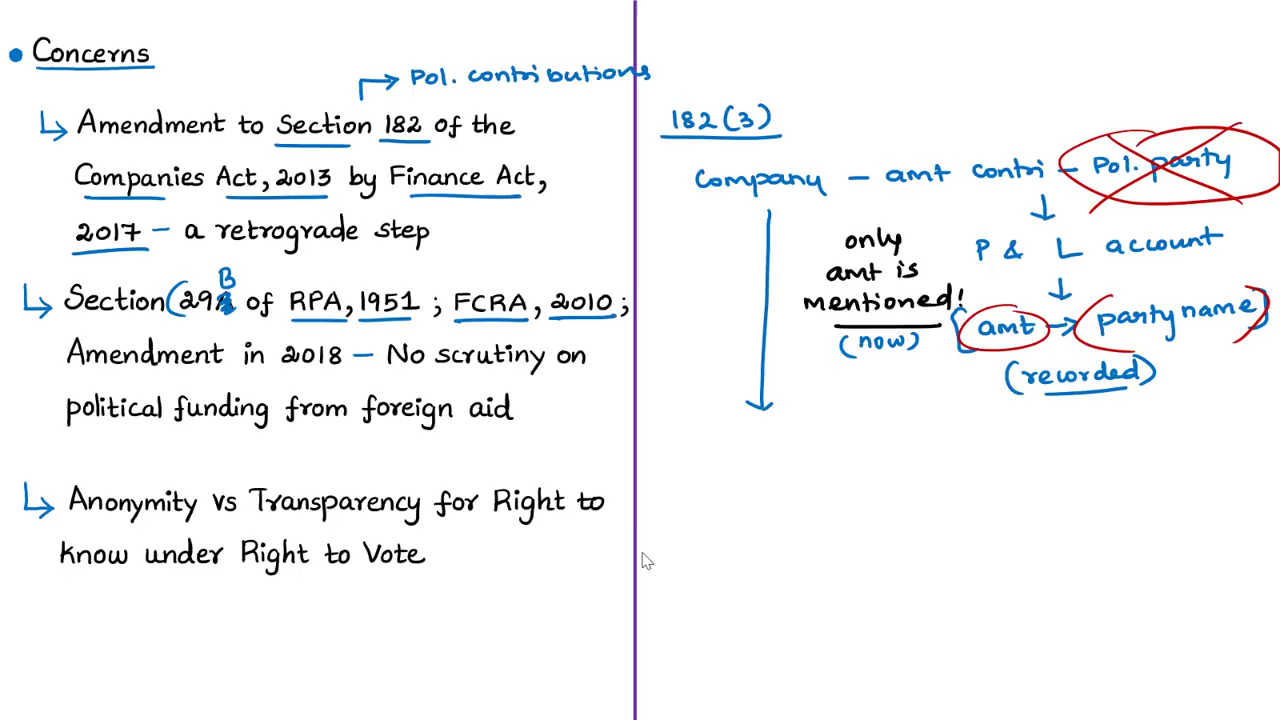 Concerns
Pol. contributions
Amendment to Section 182 of the
Companies Act, 2013 by Finance Act,
2017 – a retrograde step
Section (29B of RPA, 1951 ; FCRA, 2010 ;
Amendment in 2018 – No scrutiny on
political funding from foreign aid
Anonymity vs Transparency for Right to
know under Right to Vote
182(3)
Company – amt contri – Pol. party
P & L account
only
amt is
mentioned!
(now)
[amt → (party name)]
(recorded)